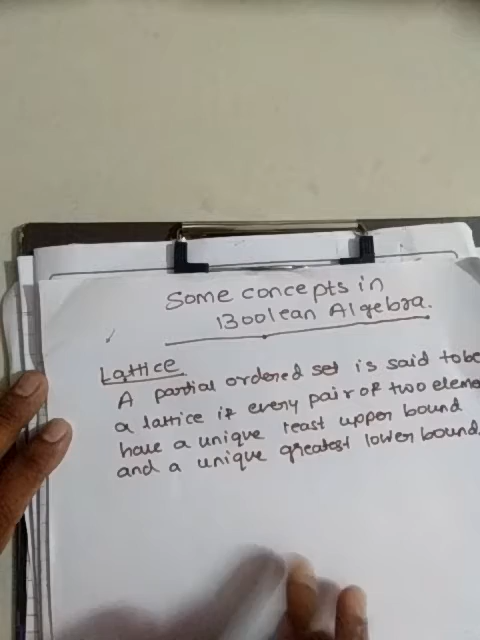 Some concepts in
Boolean Algebra.
Lattice
A partial ordered set is said to be
a lattice if every pair of two eleme
have a unique least upper bound
and a unique greatest lower bound.